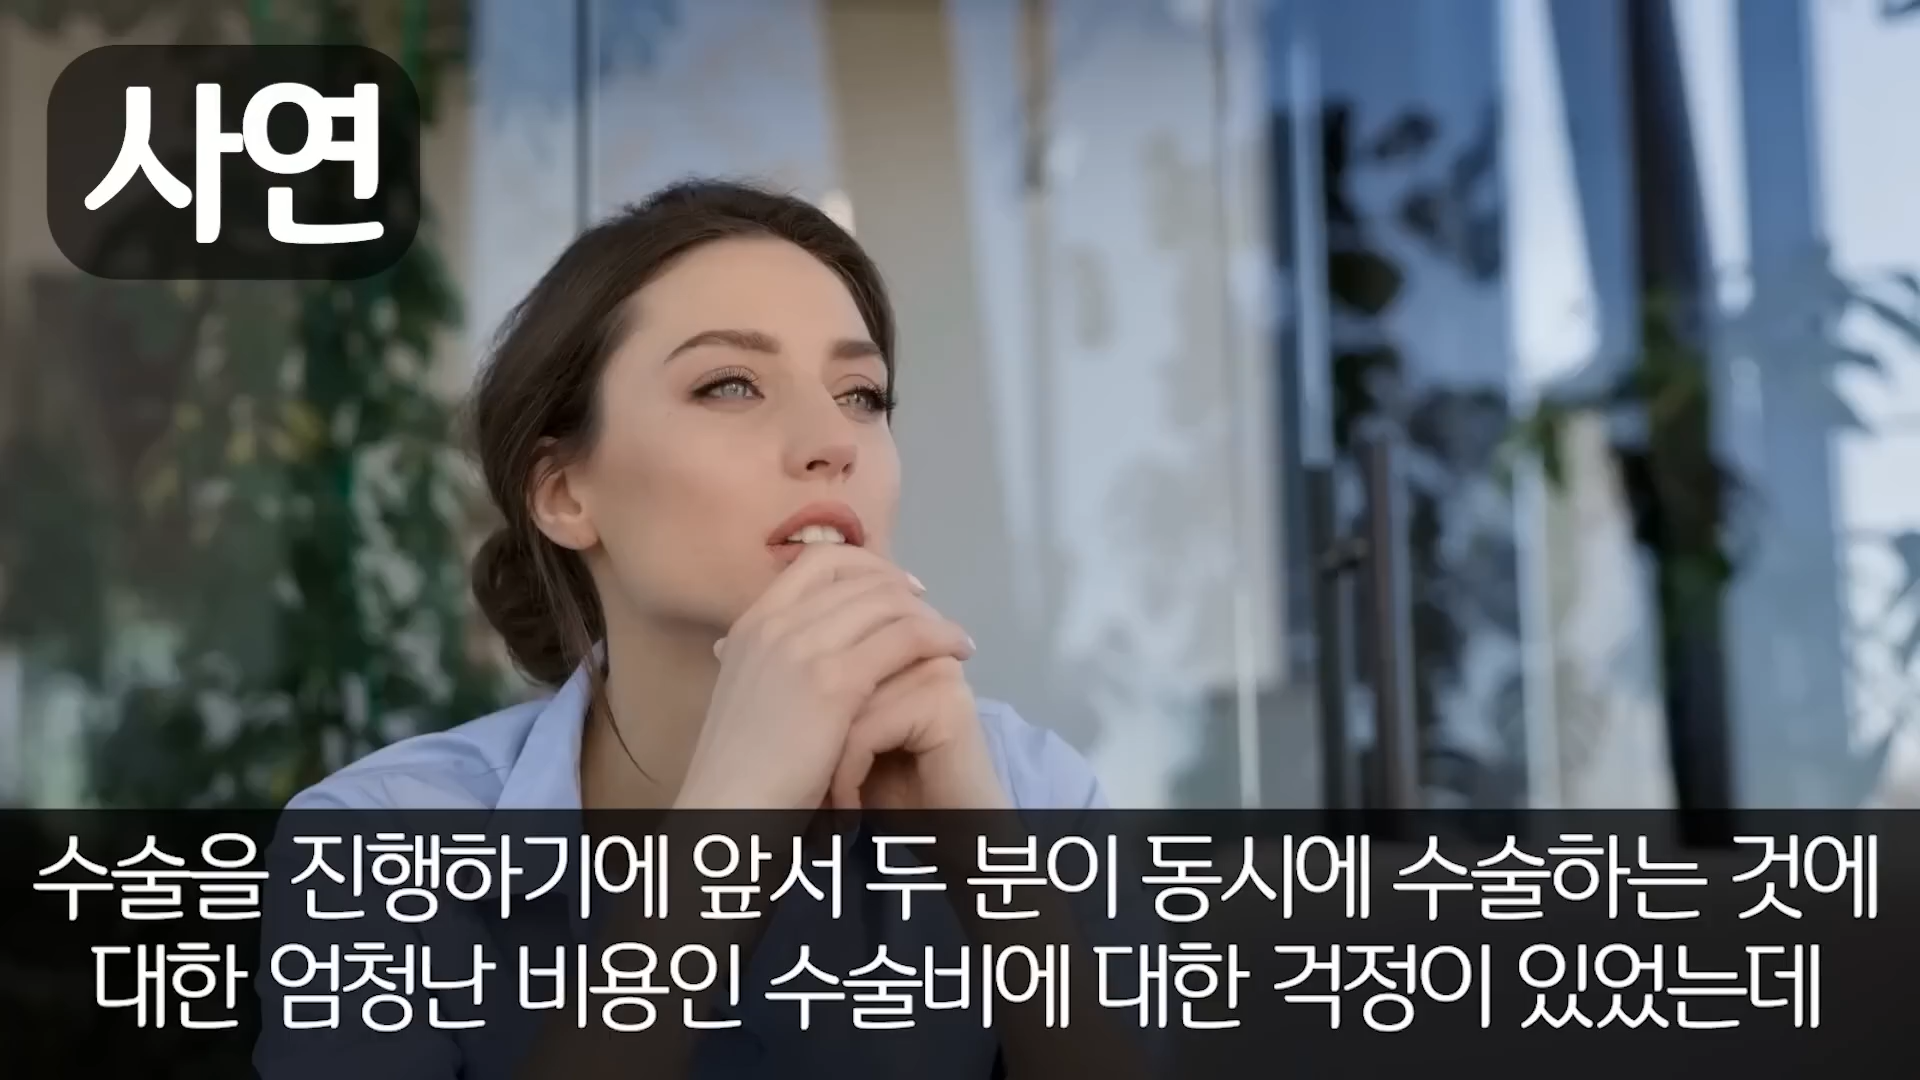 사연
수술을 진행하기에 앞서 두 분이 동시에 수술하는 것에
대한 엄청난 비용인 수술비에 대한 걱정이 있었는데